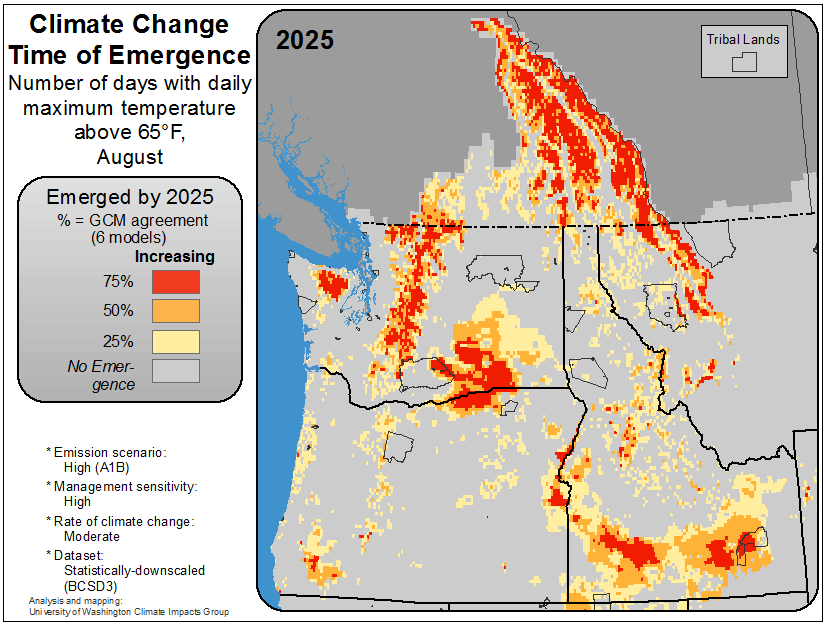 Climate Change
Time of Emergence
Number of days with daily
maximum temperature
above 65°F,
August
Emerged by 2025
% = GCM agreement
(6 models)
Increasing
75%
50%
25%
No Emer-
gence
* Emission scenario:
High (A1B)
* Management sensitivity:
High
* Rate of climate change:
Moderate
* Dataset:
Statistically-downscaled
(BCSD3)
Analysis and mapping:
University of Washington Climate Impacts Group
2025
Tribal Lands